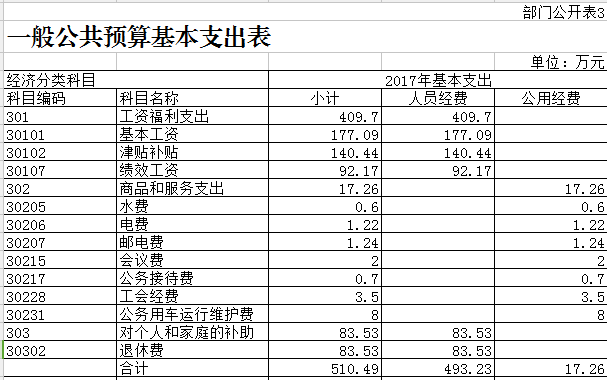 部门公开表3
一般公共预算基本支出表
单位：万元
经济分类科目 2017年基本支出
科目编码 科目名称 小计 人员经费 公用经费
301 工资福利支出 409.7 409.7
30101 基本工资 177.09 177.09
30102 津贴补贴 140.44 140.44
30107 绩效工资 92.17 92.17
302 商品和服务支出 17.26 17.26
30205 水费 0.6 0.6
30206 电费 1.22 1.22
30207 邮电费 1.24 1.24
30215 会议费 2 2
30217 公务接待费 0.7 0.7
30228 工会经费 3.5 3.5
30231 公务用车运行维护费 8 8
303 对个人和家庭的补助 83.53 83.53
30302 退休费 83.53 83.53
合计 510.49 493.23 17.26